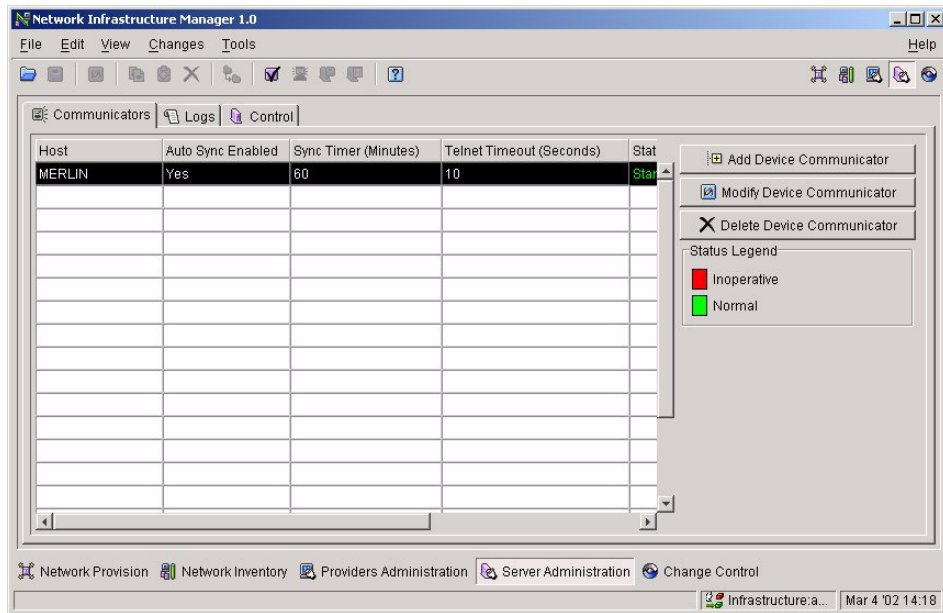 Network Infrastructure Manager 1.0
File Edit View Changes Tools Help
Communicators Logs Control
Host Auto Sync Enabled Sync Timer (Minutes) Telnet Timeout (Seconds) Stat
MERLIN Yes 60 10 Star
Add Device Communicator
Modify Device Communicator
Delete Device Communicator
Status Legend
Inoperative
Normal
Network Provision Network Inventory Providers Administration Server Administration Change Control
Infrastructure:a... Mar 4 '02 14:18